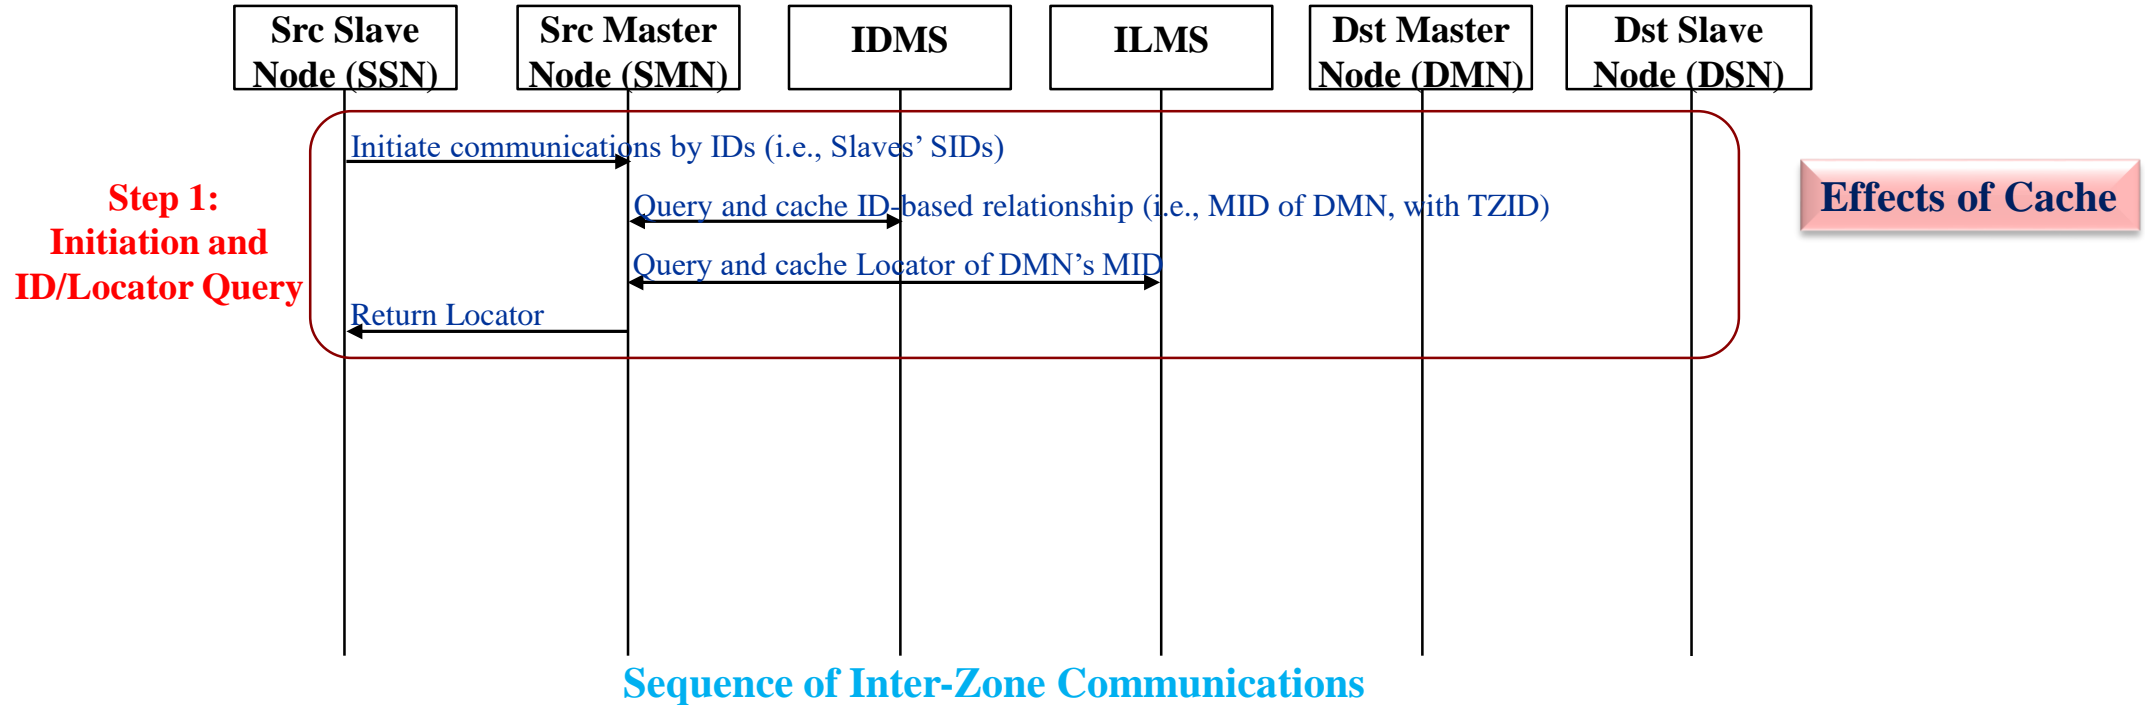 Src Slave
Node (SSN)
Src Master
Node (SMN)
IDMS
ILMS
Dst Master
Node (DMN)
Dst Slave
Node (DSN)
Initiate communications by IDs (i.e., Slaves’ SIDs)
Step 1:
Initiation and
ID/Locator Query
Query and cache ID-based relationship (i.e., MID of DMN, with TZID)
Query and cache Locator of DMN’s MID
Return Locator
Effects of Cache
Sequence of Inter-Zone Communications